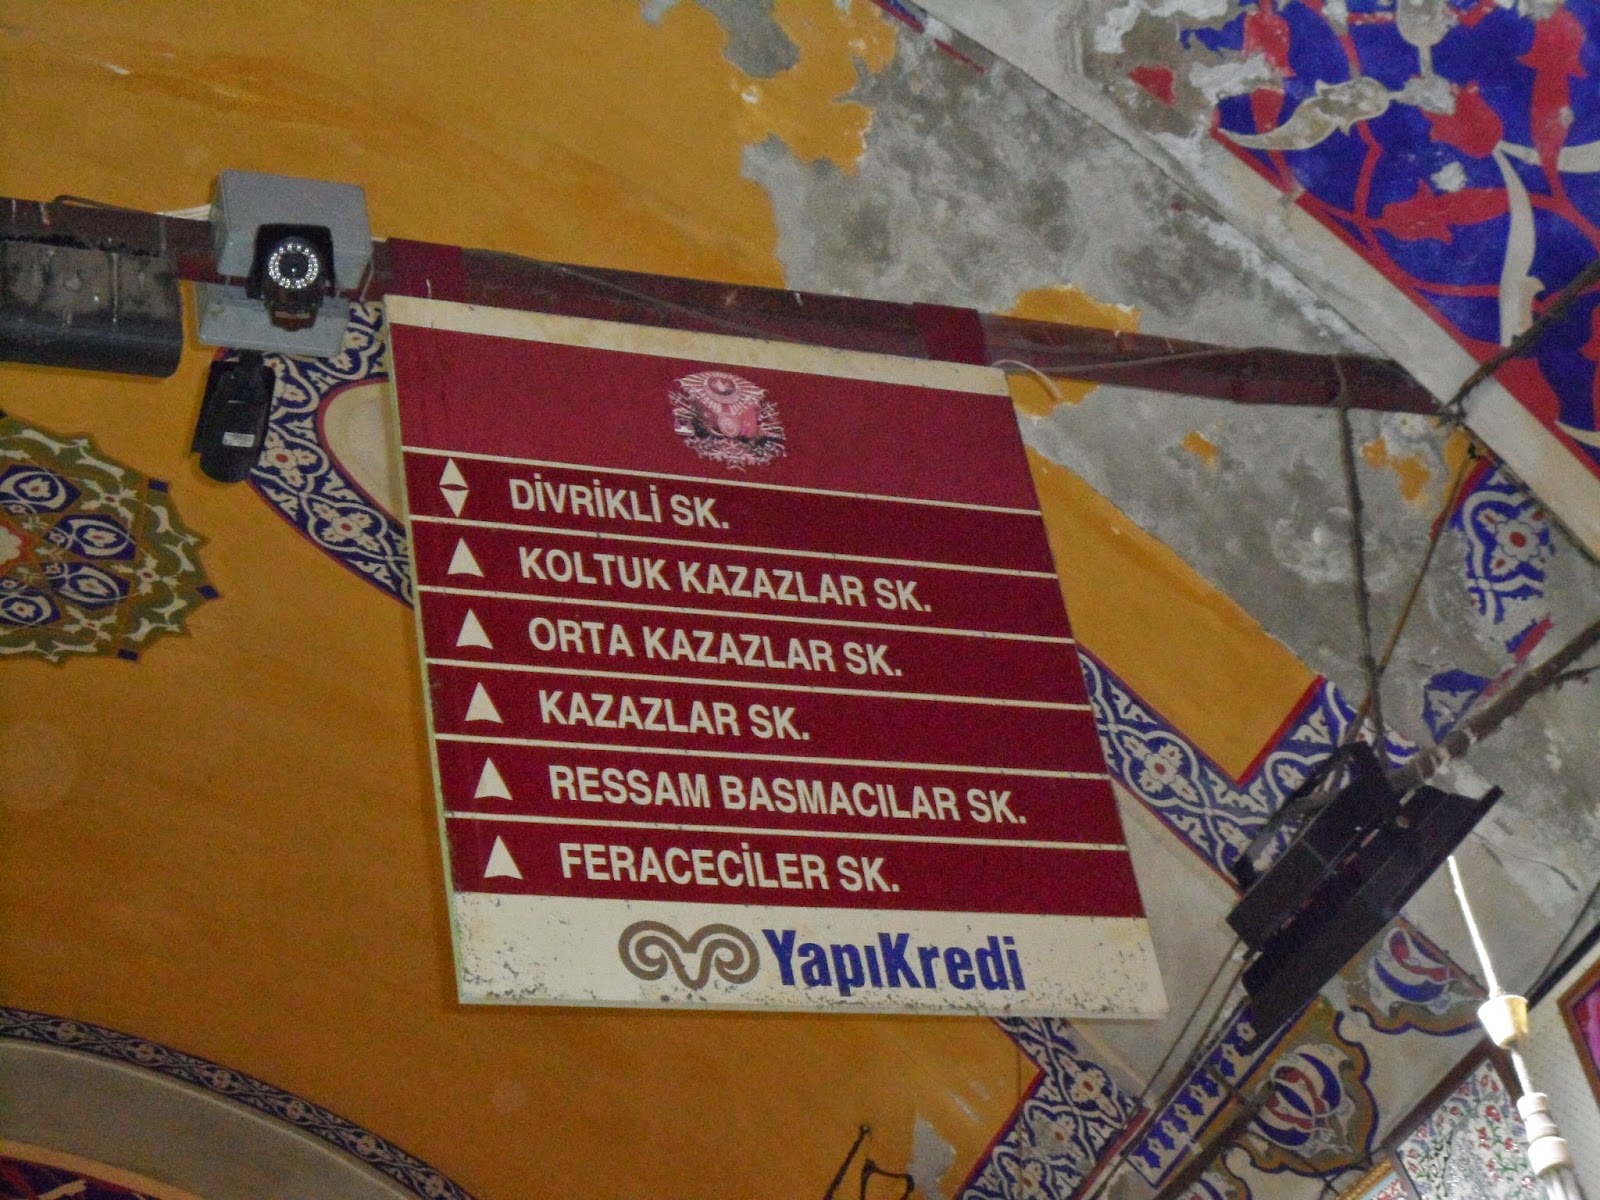 DİVRİKLİ SK.
KOLTUK KAZAZLAR SK.
ORTA KAZAZLAR SK.
KAZAZLAR SK.
RESSAM BASMACILAR SK.
FERACECİLER SK.
YapıKredi